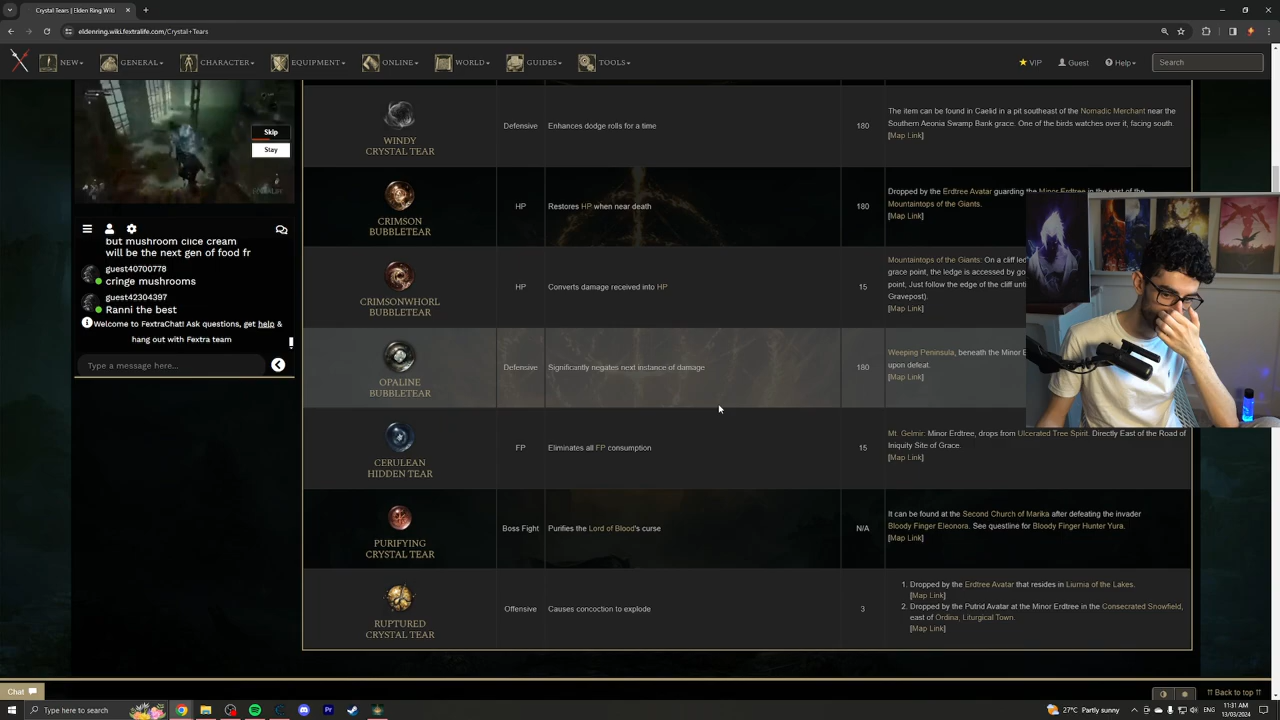 Crystal Tears | Elden Ring Wiki
eldenring.wiki.fextralife.com/Crystal+Tears
NEW
GENERAL
CHARACTER
EQUIPMENT
ONLINE
WORLD
GUIDES
TOOLS
VIP
Guest
Help
Search
Skip
Stay
but mushroom cilce cream
will be the next gen of food fr
guest40700778
cringe mushrooms
guest42304397
Ranni the best
Welcome to FextraChat! Ask questions, get help &
hang out with Fextra team
Type a message here...
WINDY
CRYSTAL TEAR
Defensive
Enhances dodge rolls for a time
180
The item can be found in Caelid in a pit southeast of the Nomadic Merchant near the
Southern Aeonia Swamp Bank grace. One of the birds watches over it, facing south.
[Map Link]
CRIMSON
BUBBLETEAR
HP
Restores HP when near death
180
Dropped by the Erdtree Avatar guarding the Minor Erdtree in the east of the
Mountaintops of the Giants.
[Map Link]
CRIMSONWHORL
BUBBLETEAR
HP
Converts damage received into HP
15
Mountaintops of the Giants: On a cliff led
grace point, the ledge is accessed by go
point, Just follow the edge of the cliff unti
Gravepost).
[Map Link]
OPALINE
BUBBLETEAR
Defensive
Significantly negates next instance of damage
180
Weeping Peninsula, beneath the Minor E
upon defeat.
[Map Link]
CERULEAN
HIDDEN TEAR
FP
Eliminates all FP consumption
15
Mt. Gelmir: Minor Erdtree, drops from Ulcerated Tree Spirit. Directly East of the Road of
Iniquity Site of Grace.
[Map Link]
PURIFYING
CRYSTAL TEAR
Boss Fight
Purifies the Lord of Blood's curse
N/A
It can be found at the Second Church of Marika after defeating the invader
Bloody Finger Eleonora. See questline for Bloody Finger Hunter Yura.
[Map Link]
RUPTURED
CRYSTAL TEAR
Offensive
Causes concoction to explode
3
1. Dropped by the Erdtree Avatar that resides in Liurnia of the Lakes.
[Map Link]
2. Dropped by the Putrid Avatar at the Minor Erdtree in the Consecrated Snowfield,
east of Ordina, Liturgical Town.
[Map Link]
Chat
Back to top
Type here to search
27°C Partly sunny
ENG
11:31 AM
13/03/2024